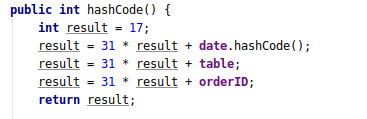 public int hashCode() {
    int result = 17;
    result = 31 * result + date.hashCode();
    result = 31 * result + table;
    result = 31 * result + orderID;
    return result;